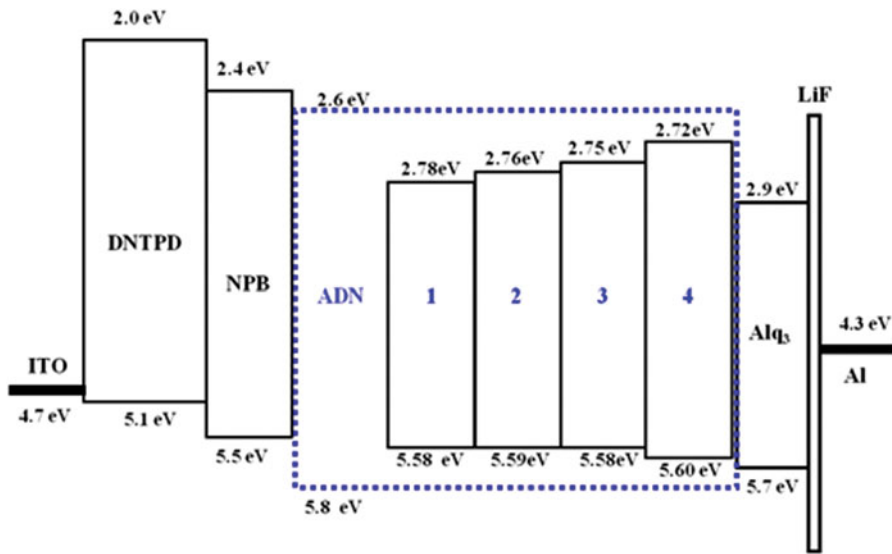 2.0 eV
2.4 eV
2.6 eV
LiF
2.72eV
2.75 eV
2.76eV
2.78eV
2.9 eV
DNTPD
NPB
ADN
1
2
3
4
Alq3
4.3 eV
Al
ITO
4.7 eV
5.1 eV
5.5 eV
5.58 eV
5.59eV
5.58eV
5.60 eV
5.7 eV
5.8 eV